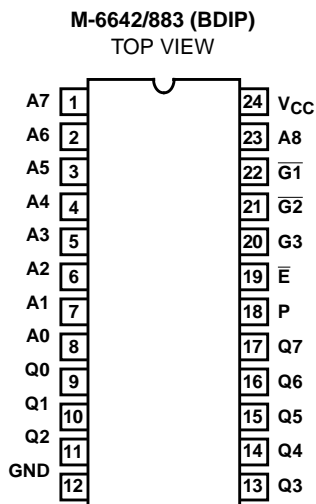 M-6642/883 (BDIP)
TOP VIEW
A7 1 24 VCC
A6 2 23 A8
A5 3 22 G1
A4 4 21 G2
A3 5 20 G3
A2 6 19 E
A1 7 18 P
A0 8 17 Q7
Q0 9 16 Q6
Q1 10 15 Q5
Q2 11 14 Q4
GND 12 13 Q3